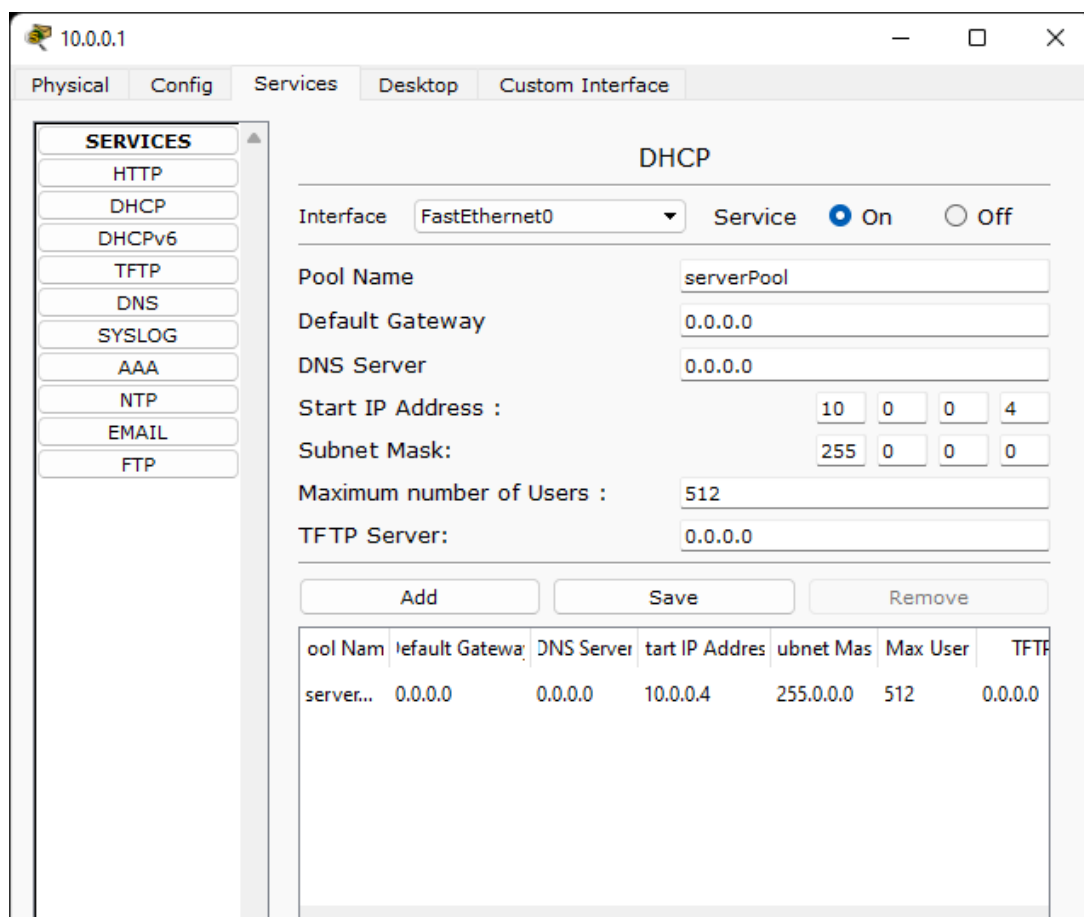 10.0.0.1
Physical Config Services Desktop Custom Interface
SERVICES
HTTP
DHCP
DHCPv6
TFTP
DNS
SYSLOG
AAA
NTP
EMAIL
FTP
DHCP
Interface FastEthernet0 Service On Off
Pool Name serverPool
Default Gateway 0.0.0.0
DNS Server 0.0.0.0
Start IP Address : 10 0 0 4
Subnet Mask: 255 0 0 0
Maximum number of Users : 512
TFTP Server: 0.0.0.0
Add Save Remove
ool Nam efault Gateway DNS Server tart IP Addres ubnet Mas Max User TFTP
server... 0.0.0.0 0.0.0.0 10.0.0.4 255.0.0.0 512 0.0.0.0